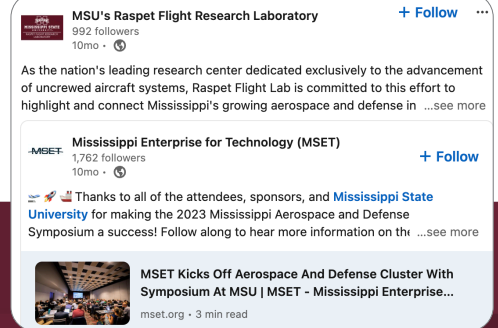 MSU's Raspet Flight Research Laboratory
+ Follow
992 followers
10mo •
As the nation's leading research center dedicated exclusively to the advancement
of uncrewed aircraft systems, Raspet Flight Lab is committed to this effort to
highlight and connect Mississippi's growing aerospace and defense in ...see more
MSET
Mississippi Enterprise for Technology (MSET)
1,762 followers
+ Follow
10mo •
Thanks to all of the attendees, sponsors, and Mississippi State
University for making the 2023 Mississippi Aerospace and Defense
Symposium a success! Follow along to hear more information on the ...see more
MSET Kicks Off Aerospace And Defense Cluster With
Symposium At MSU | MSET - Mississippi Enterprise...
mset.org • 3 min read